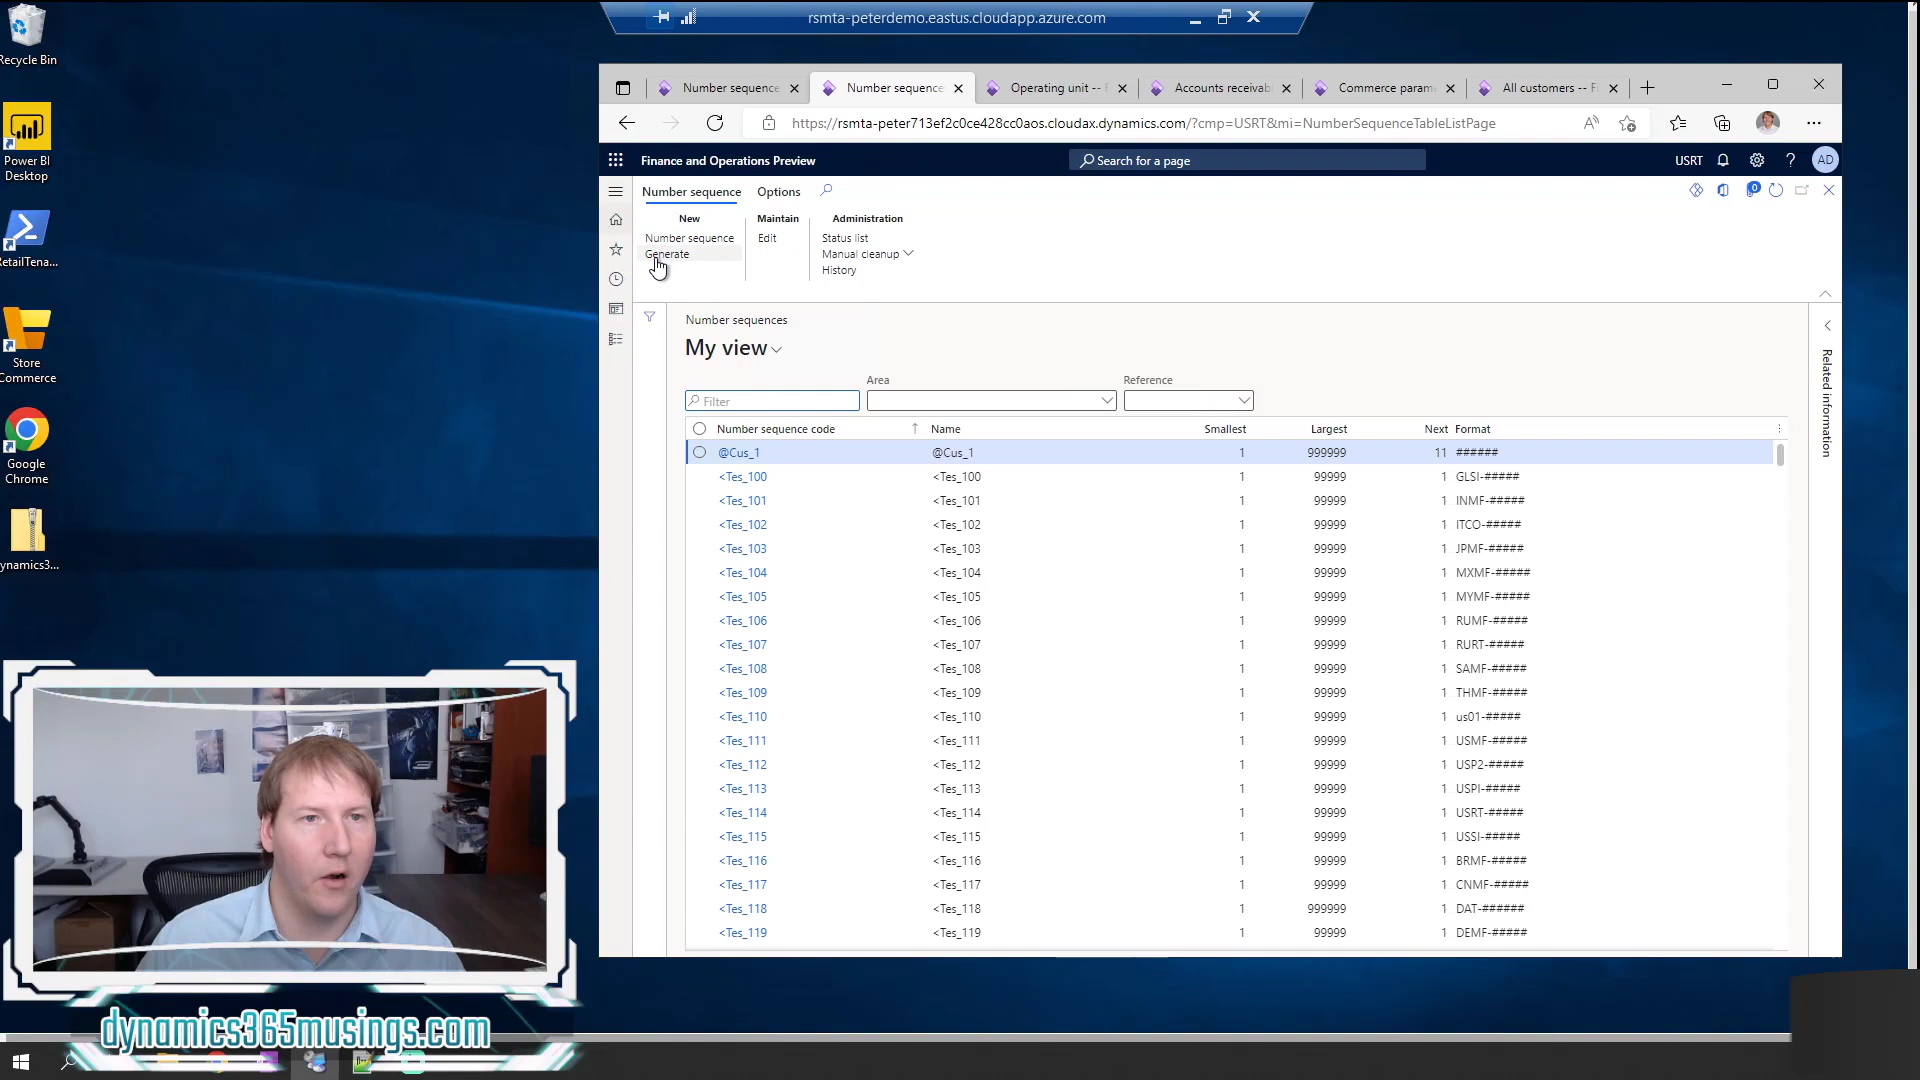 rsmta-peterdemo.eastus.cloudapp.azure.com
Recycle Bin
Power BI
Desktop
RetailTena...
Store
Commerce
Google
Chrome
dynamics3...
Number sequence
Number sequence
Operating unit -- F
Accounts receivab
Commerce param
All customers -- Fi
https://rsmta-peter713ef2c0ce428cc0aos.cloudax.dynamics.com/?cmp=USRT&mi=NumberSequenceTableListPage
Finance and Operations Preview
Search for a page
USRT
AD
Number sequence Options
0
New Maintain Administration
Number sequence Edit Status list
Generate Manual cleanup
History
Number sequences
My view
Area Reference
Filter
Related information
Number sequence code Name Smallest Largest Next Format
@Cus_1 @Cus_1 1 999999 11 ######
<Tes_100 <Tes_100 1 99999 1 GLSI-#####
<Tes_101 <Tes_101 1 99999 1 INMF-#####
<Tes_102 <Tes_102 1 99999 1 ITCO-#####
<Tes_103 <Tes_103 1 99999 1 JPMF-#####
<Tes_104 <Tes_104 1 99999 1 MXMF-#####
<Tes_105 <Tes_105 1 99999 1 MYMF-#####
<Tes_106 <Tes_106 1 99999 1 RUMF-#####
<Tes_107 <Tes_107 1 99999 1 RURT-#####
<Tes_108 <Tes_108 1 99999 1 SAMF-#####
<Tes_109 <Tes_109 1 99999 1 THMF-#####
<Tes_110 <Tes_110 1 99999 1 us01-#####
<Tes_111 <Tes_111 1 99999 1 USMF-#####
<Tes_112 <Tes_112 1 99999 1 USP2-#####
<Tes_113 <Tes_113 1 99999 1 USPI-#####
<Tes_114 <Tes_114 1 99999 1 USRT-#####
<Tes_115 <Tes_115 1 99999 1 USSI-#####
<Tes_116 <Tes_116 1 99999 1 BRMF-#####
<Tes_117 <Tes_117 1 99999 1 CNMF-#####
<Tes_118 <Tes_118 1 999999 1 DAT-######
<Tes_119 <Tes_119 1 99999 1 DEMF-#####
dynamics365musings.com